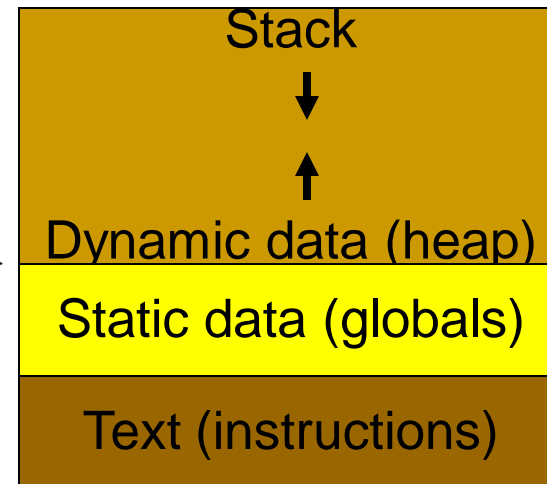 Stack
Dynamic data (heap)
Static data (globals)
Text (instructions)